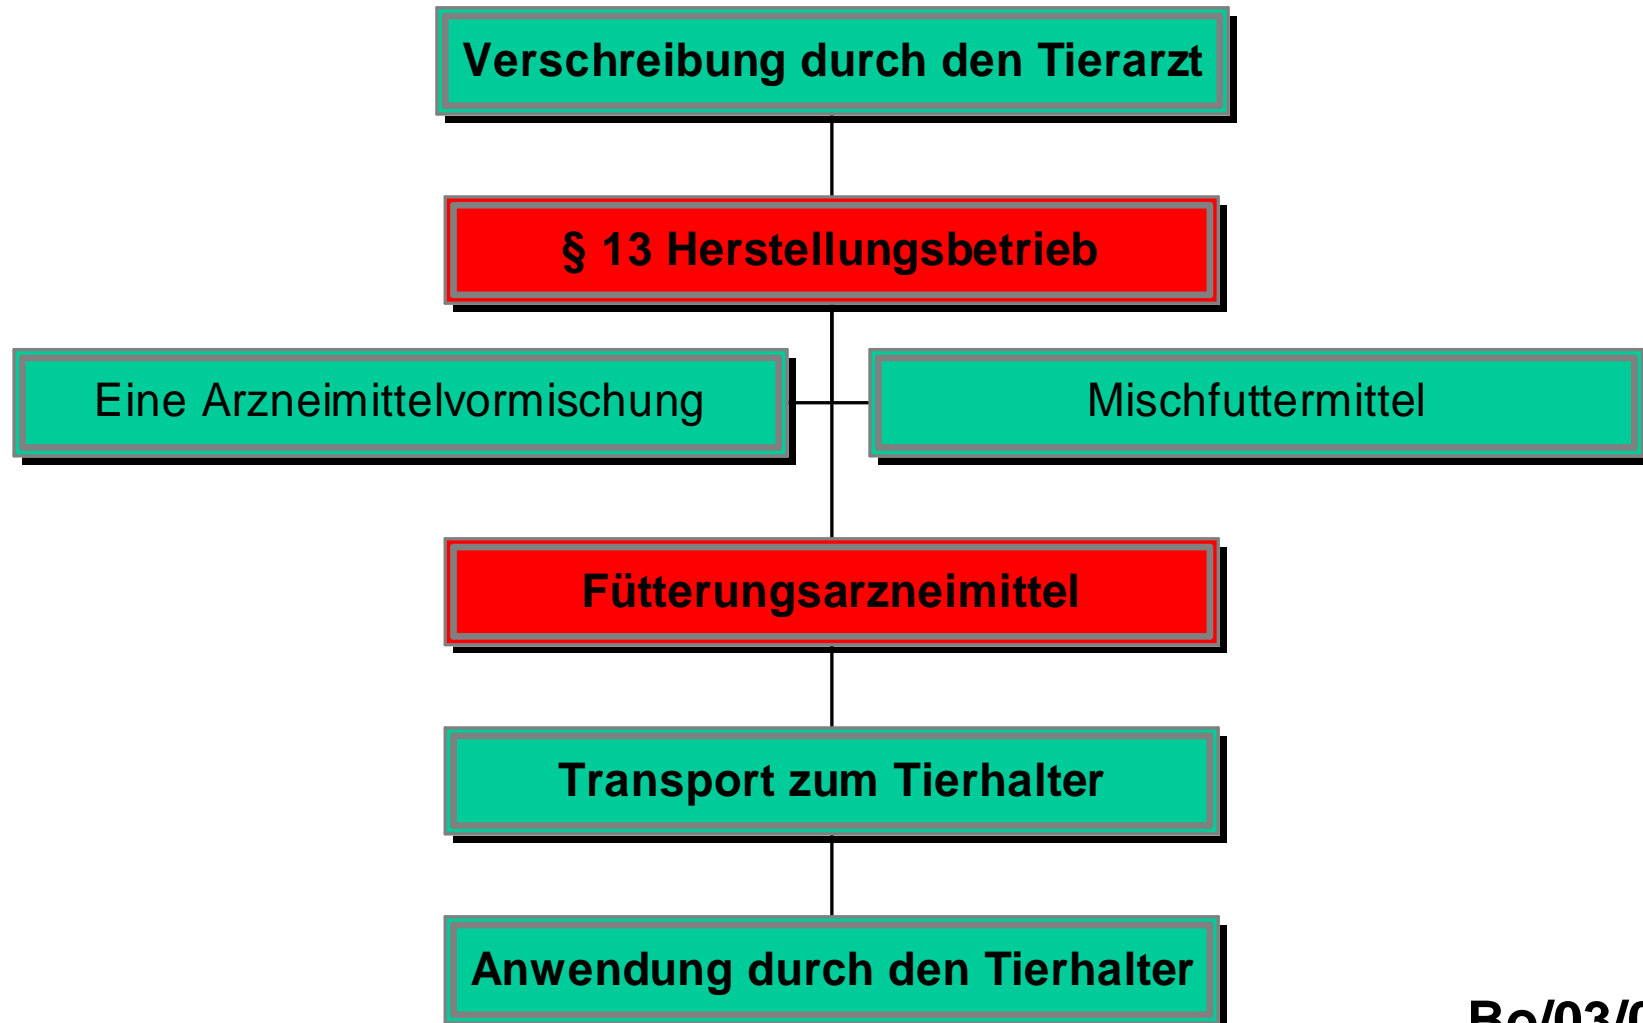 Verschreibung durch den Tierarzt
§ 13 Herstellungsbetrieb
Eine Arzneimittelvormischung
Mischfuttermittel
Fütterungsarzneimittel
Transport zum Tierhalter
Anwendung durch den Tierhalter